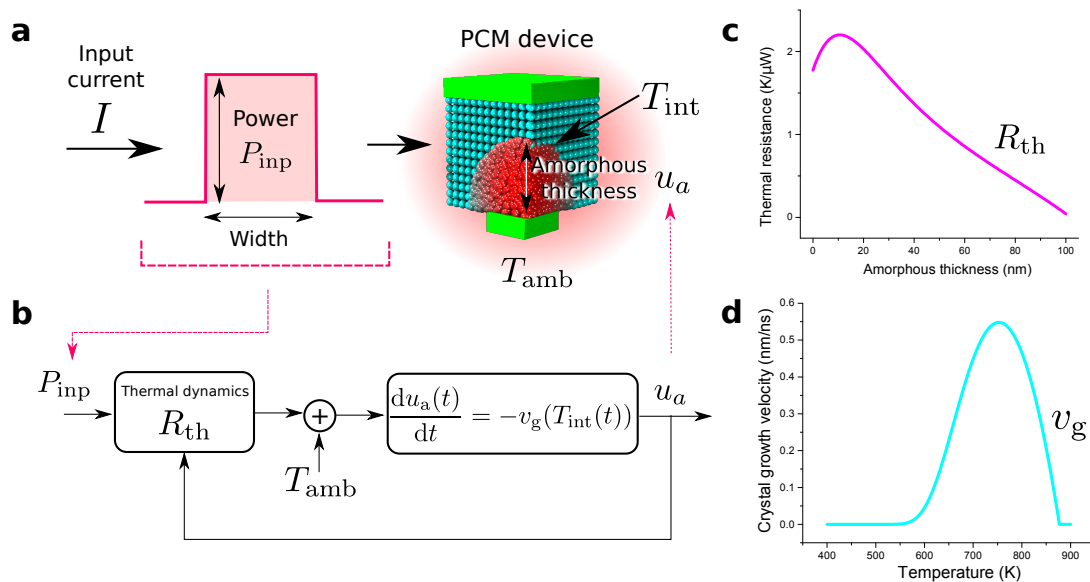 a
Input
current
I
Power
P_inp
Width
PCM device
T_int
Amorphous
thickness
u_a
T_amb
b
P_inp
Thermal dynamics
R_th
+
T_amb
du_a(t)/dt = -v_g(T_int(t))
u_a
c
Thermal resistance (K/μW)
2
1
0
R_th
0 20 40 60 80 100
Amorphous thickness (nm)
d
Crystal growth velocity (nm/ns)
0.6
0.5
0.4
0.3
0.2
0.1
0.0
v_g
400 500 600 700 800 900
Temperature (K)